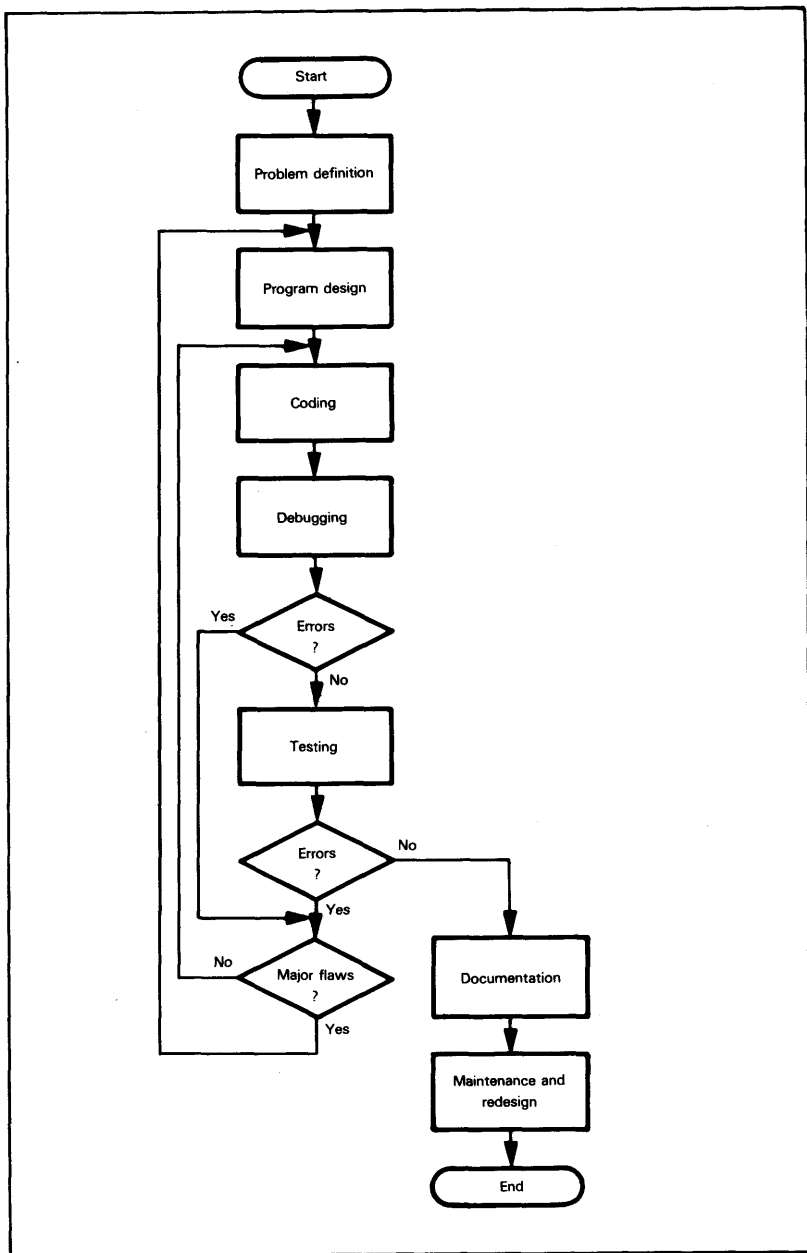 Start
Problem definition
Program design
Coding
Debugging
Yes
Errors
?
No
Testing
Errors
?
No
Yes
No
Major flaws
?
Yes
Documentation
Maintenance and
redesign
End